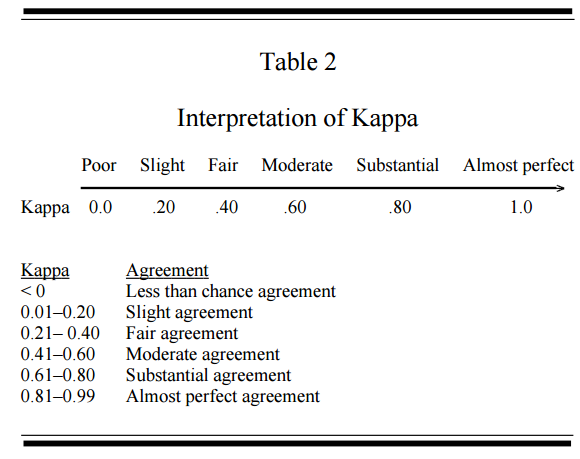 Table 2
Interpretation of Kappa
Poor Slight Fair Moderate Substantial Almost perfect
Kappa 0.0 .20 .40 .60 .80 1.0
Kappa Agreement
< 0 Less than chance agreement
0.01–0.20 Slight agreement
0.21– 0.40 Fair agreement
0.41–0.60 Moderate agreement
0.61–0.80 Substantial agreement
0.81–0.99 Almost perfect agreement